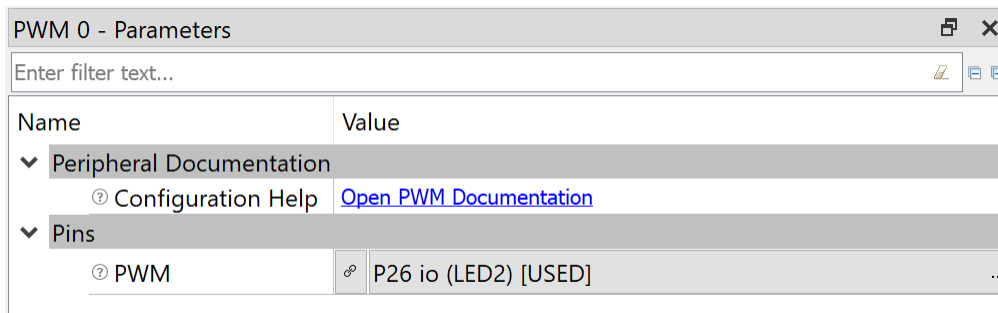 PWM 0 - Parameters
Enter filter text...
Name Value
Peripheral Documentation
Configuration Help Open PWM Documentation
Pins
PWM P26 io (LED2) [USED] ..